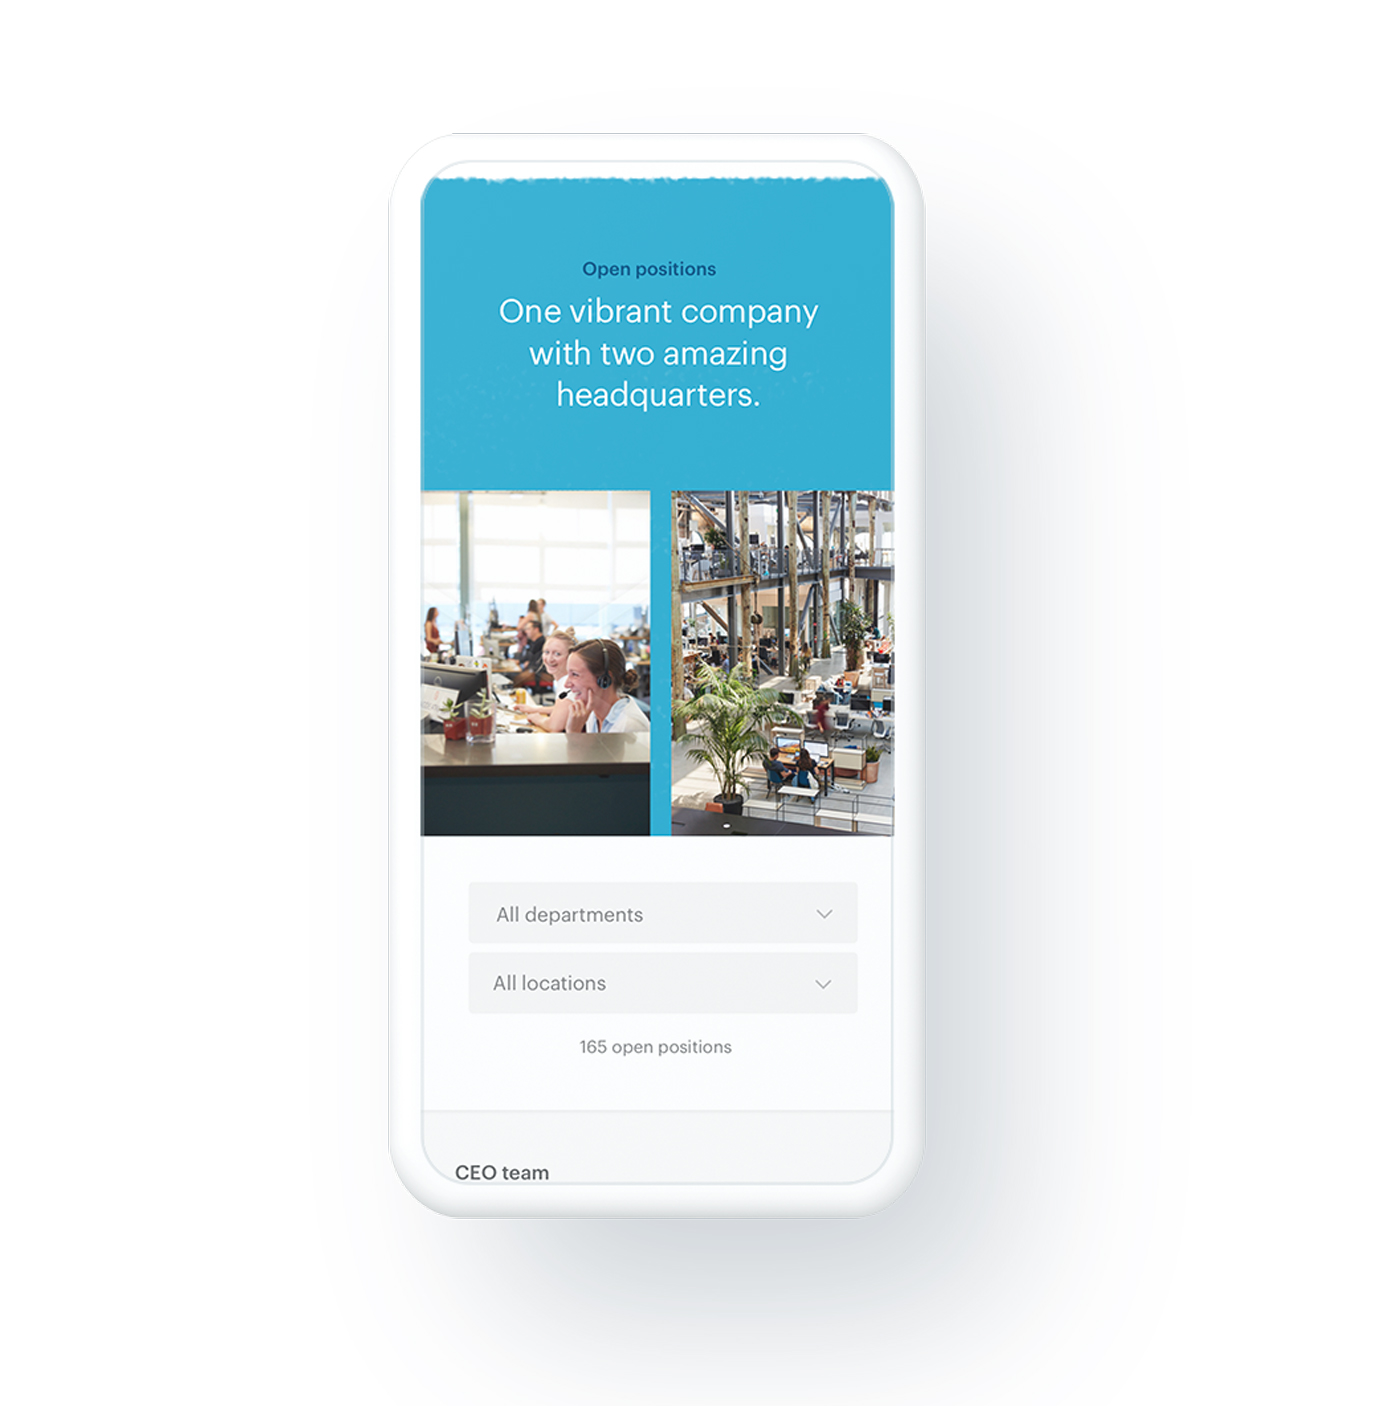 Open positions
One vibrant company
with two amazing
headquarters.
All departments
All locations
165 open positions
CEO team